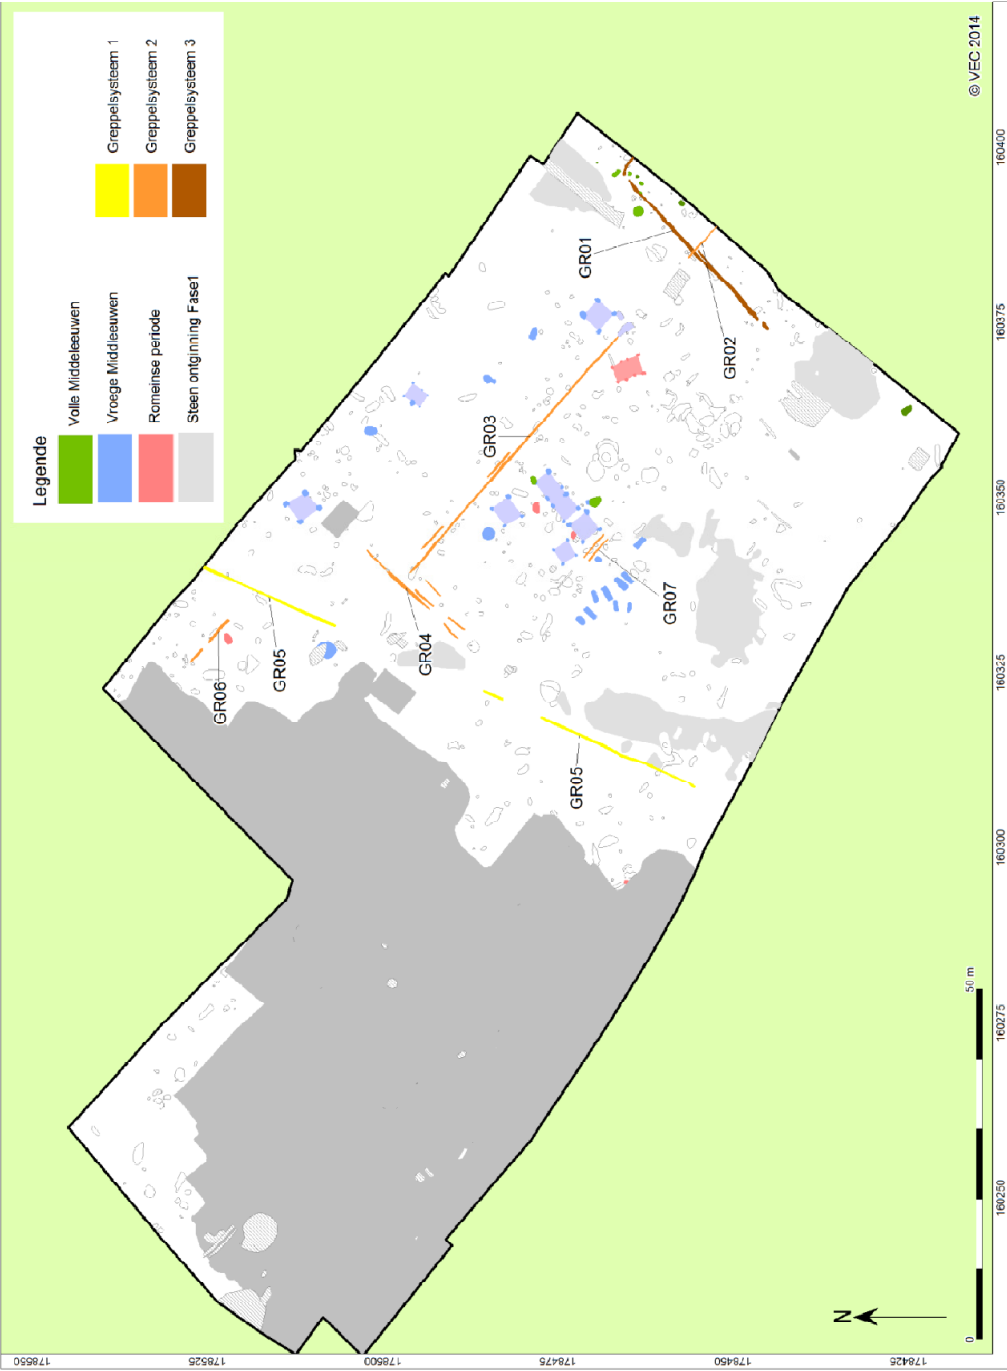 Legende
Volle Middeleeuwen
Vroege Middleeuwen
Romeinse periode
Steen ontginning Fase1
Greppelsysteem 1
Greppelsysteem 2
Greppelsysteem 3
GR06
GR05
GR04
GR03
GR01
GR02
GR07
GR05
© VEC 2014
N
0
50 m
160250
160275
160300
160325
160350
160375
160400
178550
178525
178500
178475
178450
178426